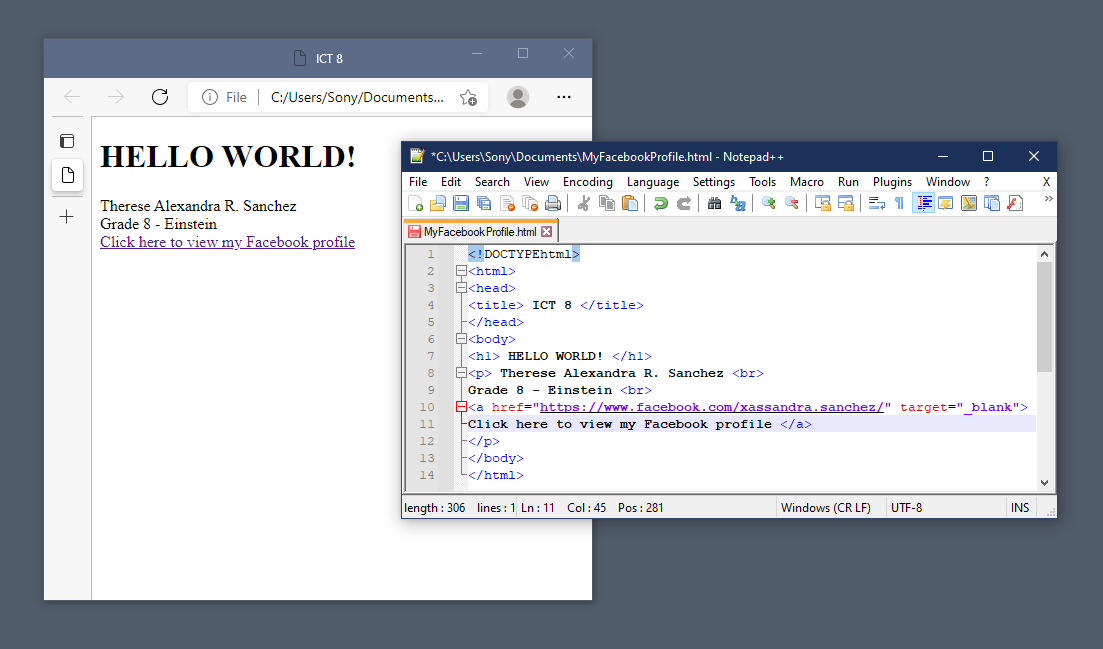 ICT 8
File
C:/Users/Sony/Documents...
HELLO WORLD!
Therese Alexandra R. Sanchez
Grade 8 - Einstein
Click here to view my Facebook profile
*C:\Users\Sony\Documents\MyFacebookProfile.html - Notepad++
File Edit Search View Encoding Language Settings Tools Macro Run Plugins Window ? X
MyFacebookProfile.html
1 <!DOCTYPEhtml>
2 <html>
3 <head>
4 <title> ICT 8 </title>
5 </head>
6 <body>
7 <h1> HELLO WORLD! </h1>
8 <p> Therese Alexandra R. Sanchez <br>
9 Grade 8 - Einstein <br>
10 <a href="https://www.facebook.com/xassandra.sanchez/" target="_blank">
11 Click here to view my Facebook profile </a>
12 </p>
13 </body>
14 </html>
length : 306 lines : 1 Ln : 11 Col : 45 Pos : 281 Windows (CR LF) UTF-8 INS